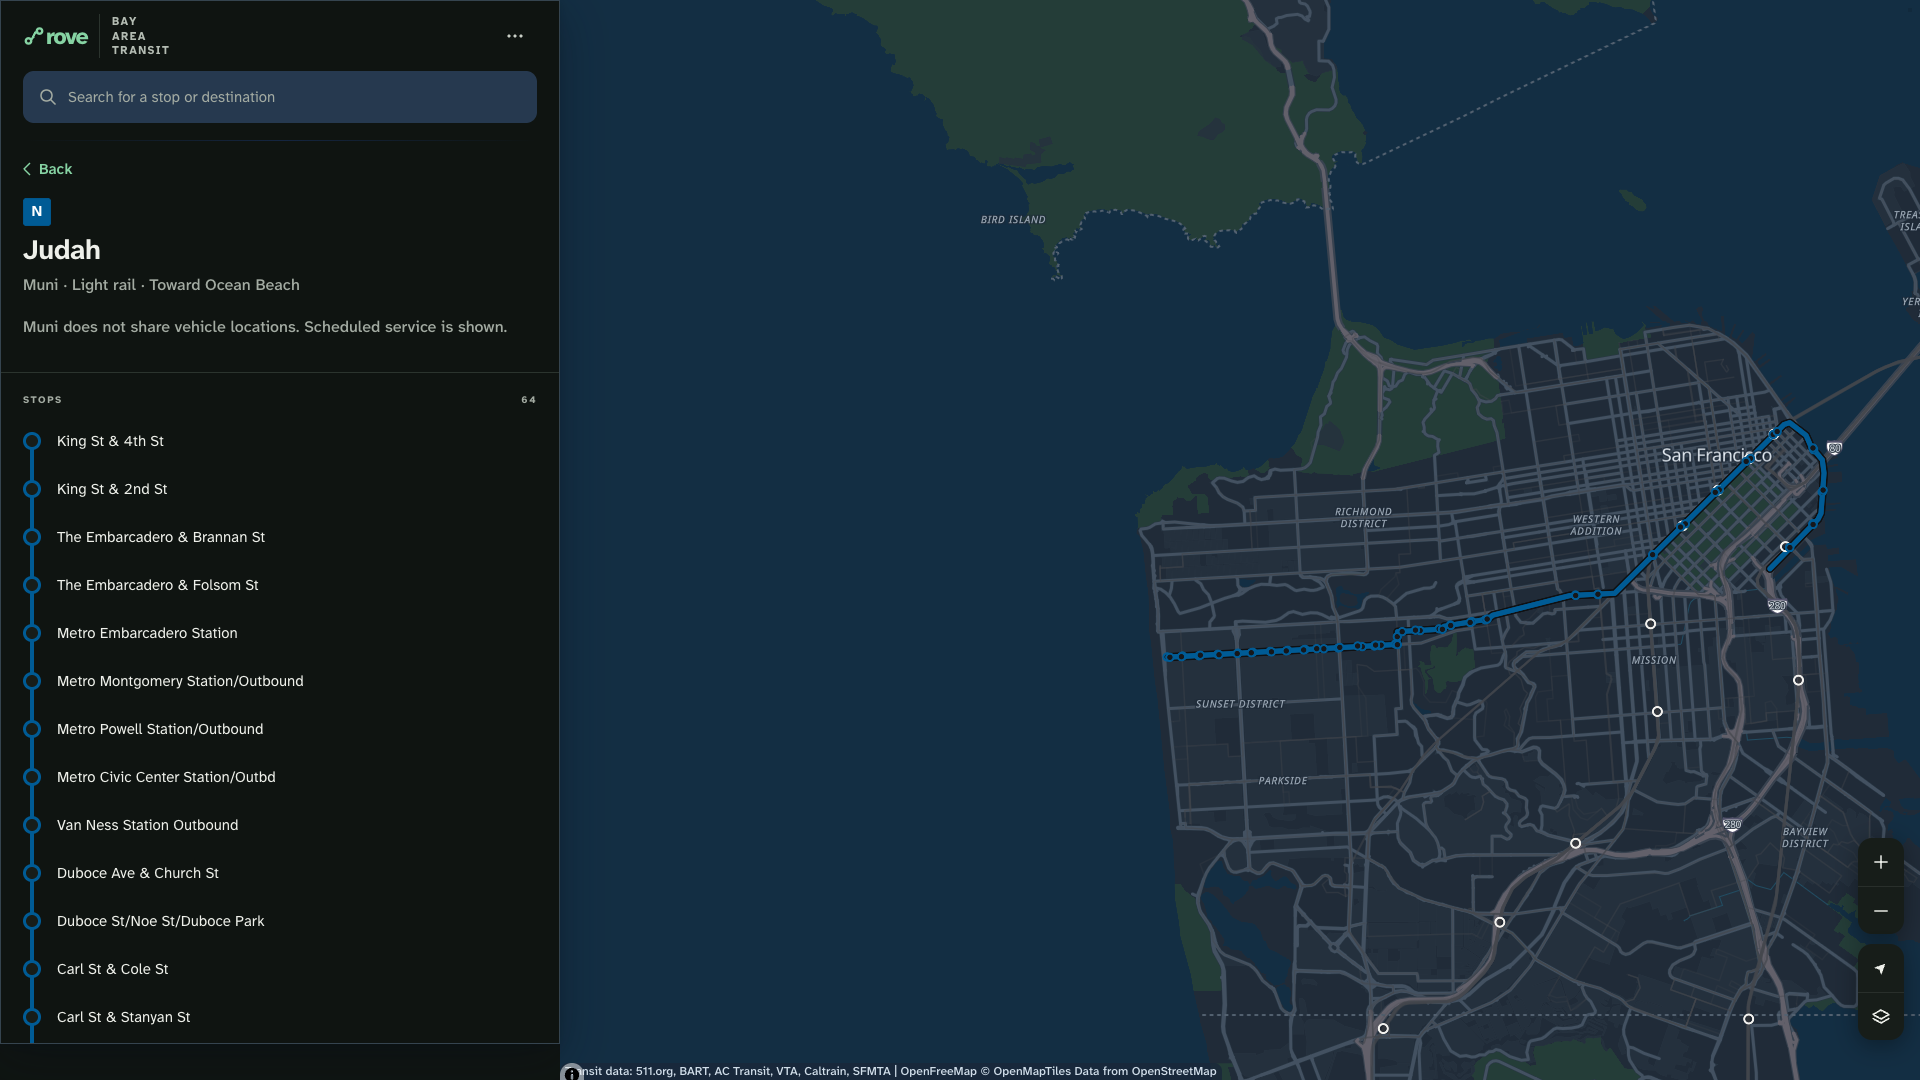 rove
BAY
AREA
TRANSIT
Search for a stop or destination
Back
N
Judah
Muni · Light rail · Toward Ocean Beach
Muni does not share vehicle locations. Scheduled service is shown.
STOPS
64
King St & 4th St
King St & 2nd St
The Embarcadero & Brannan St
The Embarcadero & Folsom St
Metro Embarcadero Station
Metro Montgomery Station/Outbound
Metro Powell Station/Outbound
Metro Civic Center Station/Outbd
Van Ness Station Outbound
Duboce Ave & Church St
Duboce St/Noe St/Duboce Park
Carl St & Cole St
Carl St & Stanyan St
BIRD ISLAND
San Francisco
80
RICHMOND
DISTRICT
WESTERN
ADDITION
280
MISSION
SUNSET DISTRICT
PARKSIDE
280
BAYVIEW
DISTRICT
data: 511.org, BART, AC Transit, VTA, Caltrain, SFMTA | OpenFreeMap © OpenMapTiles Data from OpenStreetMap